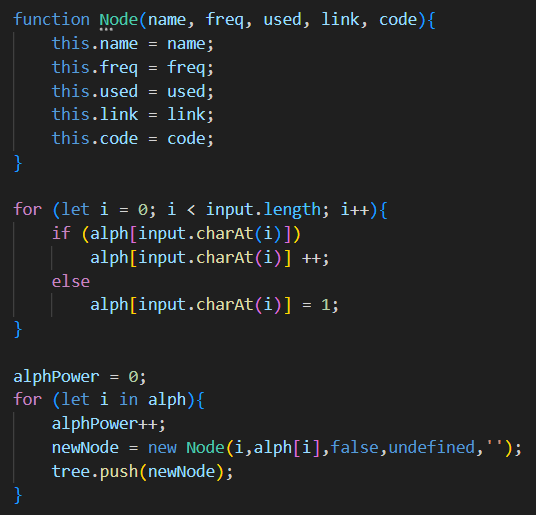 function Node(name, freq, used, link, code){
    this.name = name;
    this.freq = freq;
    this.used = used;
    this.link = link;
    this.code = code;
}

for (let i = 0; i < input.length; i++){
    if (alph[input.charAt(i)])
        alph[input.charAt(i)] ++;
    else
        alph[input.charAt(i)] = 1;
}

alphPower = 0;
for (let i in alph){
    alphPower++;
    newNode = new Node(i,alph[i],false,undefined,'');
    tree.push(newNode);
}